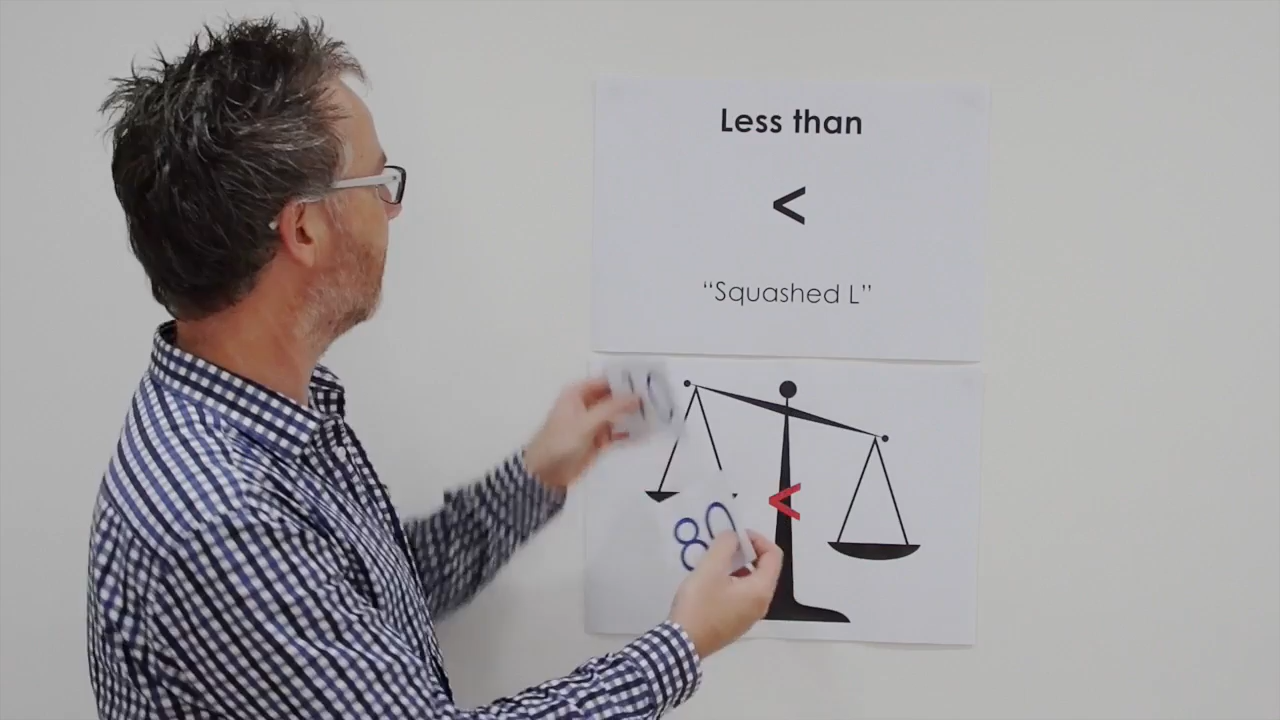 Less than
<
“Squashed L”
<
80